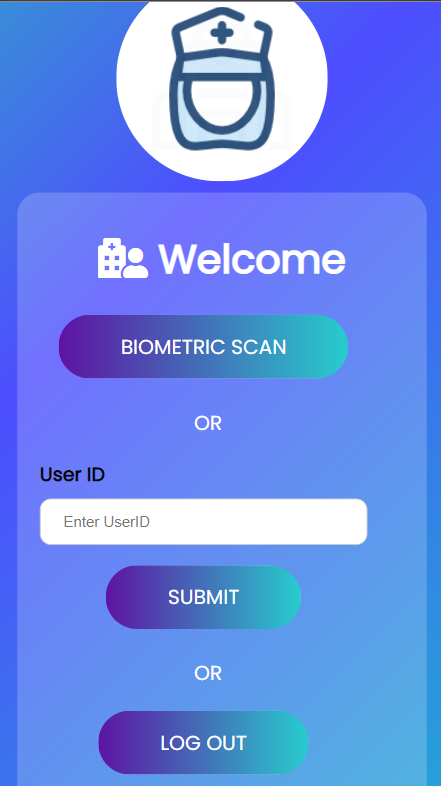 Welcome
BIOMETRIC SCAN
OR
User ID
Enter UserID
SUBMIT
OR
LOG OUT